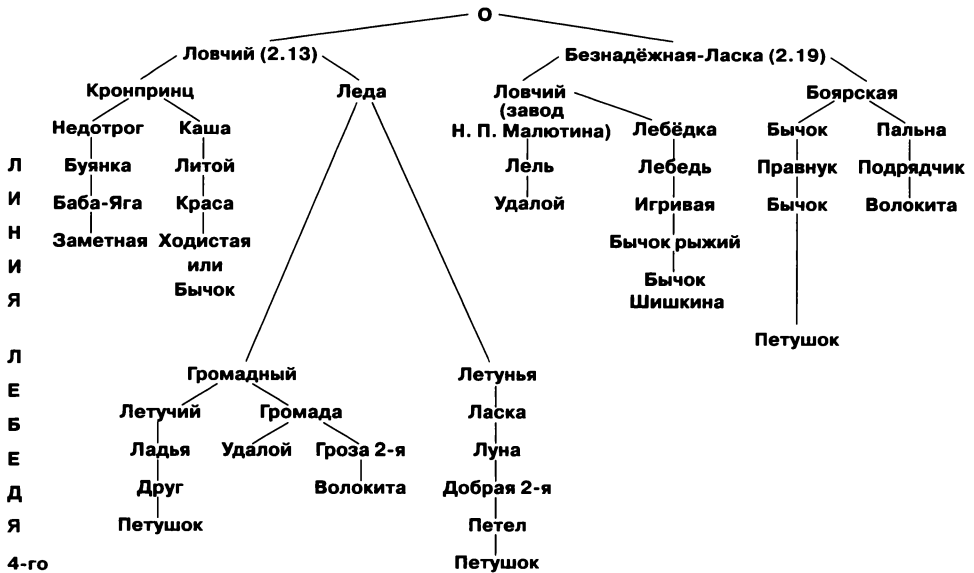 О
Ловчий (2.13) Безнадёжная-Ласка (2.19)
Кронпринц Леда Ловчий Боярская
(завод
Недотрог Каша Н. П. Малютина) Лебёдка Бычок Пальна
Л Буянка Литой Лель Лебедь Правнук Подрядчик
И Баба-Яга Краса Удалой Игривая Бычок Волокита
Н Заметная Ходистая Бычок рыжий
И или Бычок
Я Бычок Шишкина
Петушок
Л
Громадный Летунья
Е
Летучий Громада Ласка
Б
Ладья Удалой Гроза 2-я Луна
Е
Д Друг Волокита Добрая 2-я
Я Петушок Петел
4-го Петушок